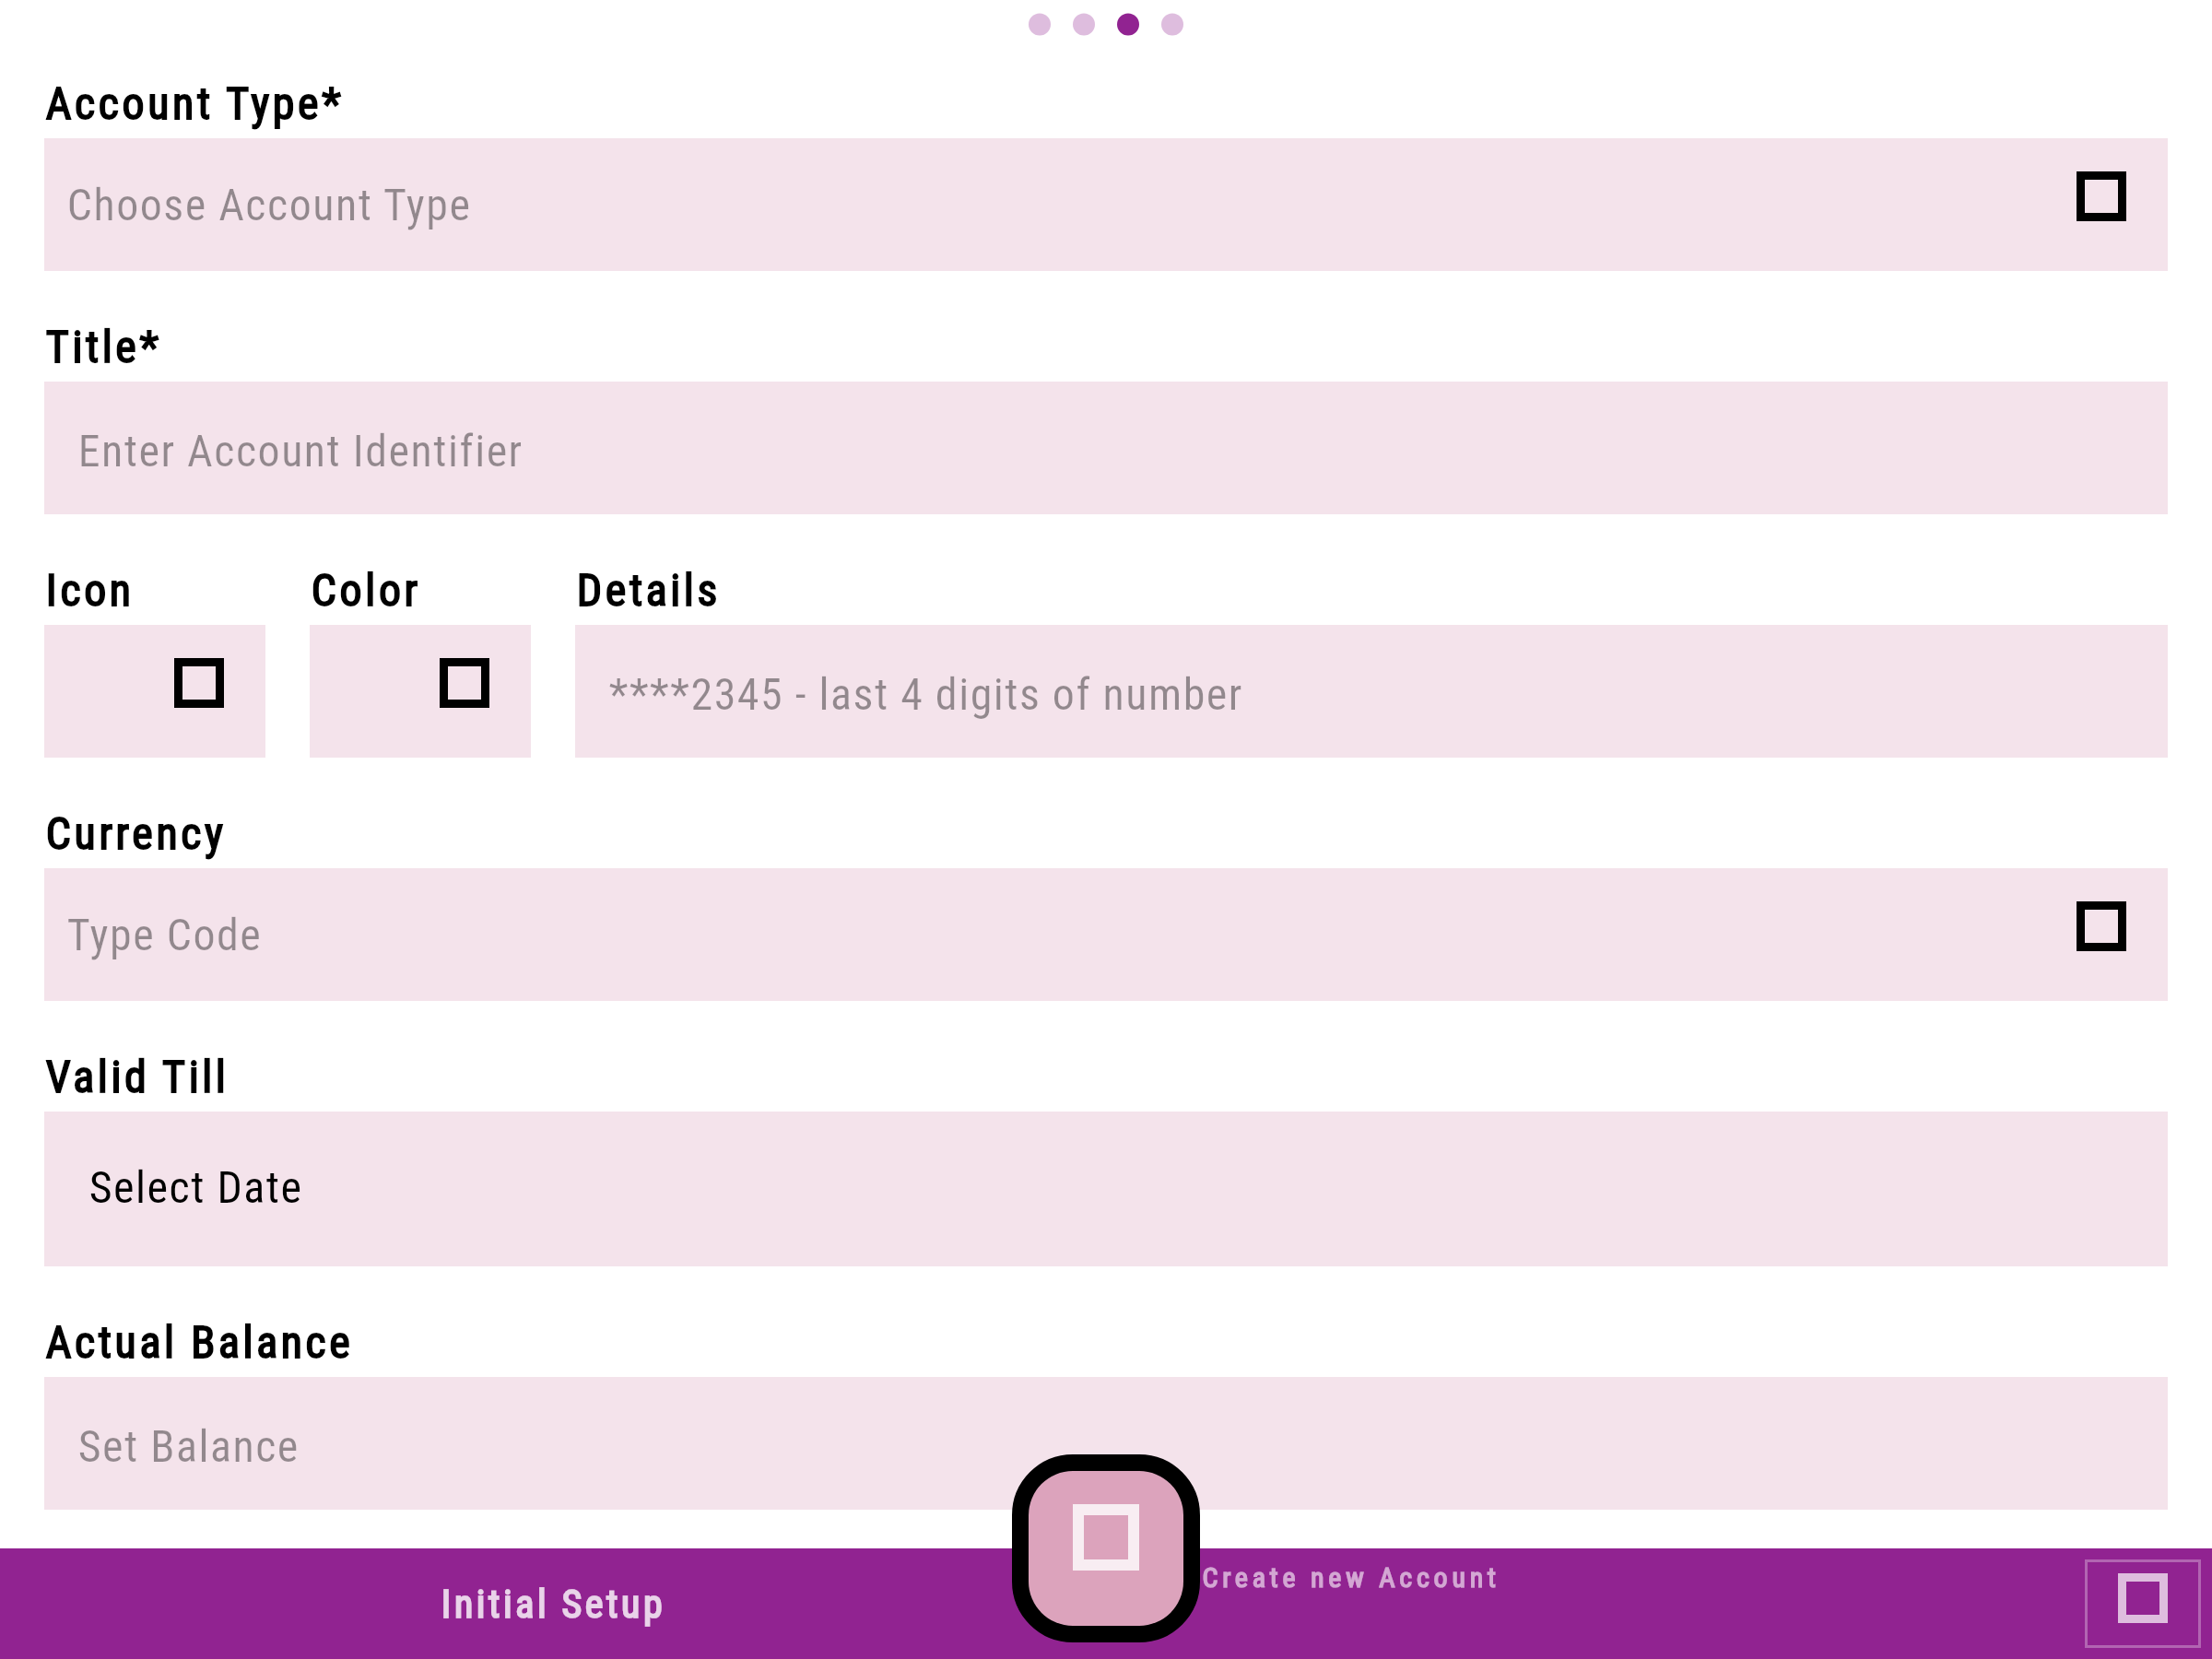 Account Type*
Choose Account Type
Title*
Enter Account Identifier
Icon Color Details
****2345 - last 4 digits of number
Currency
Type Code
Valid Till
Select Date
Actual Balance
Set Balance
Initial Setup
Create new Account